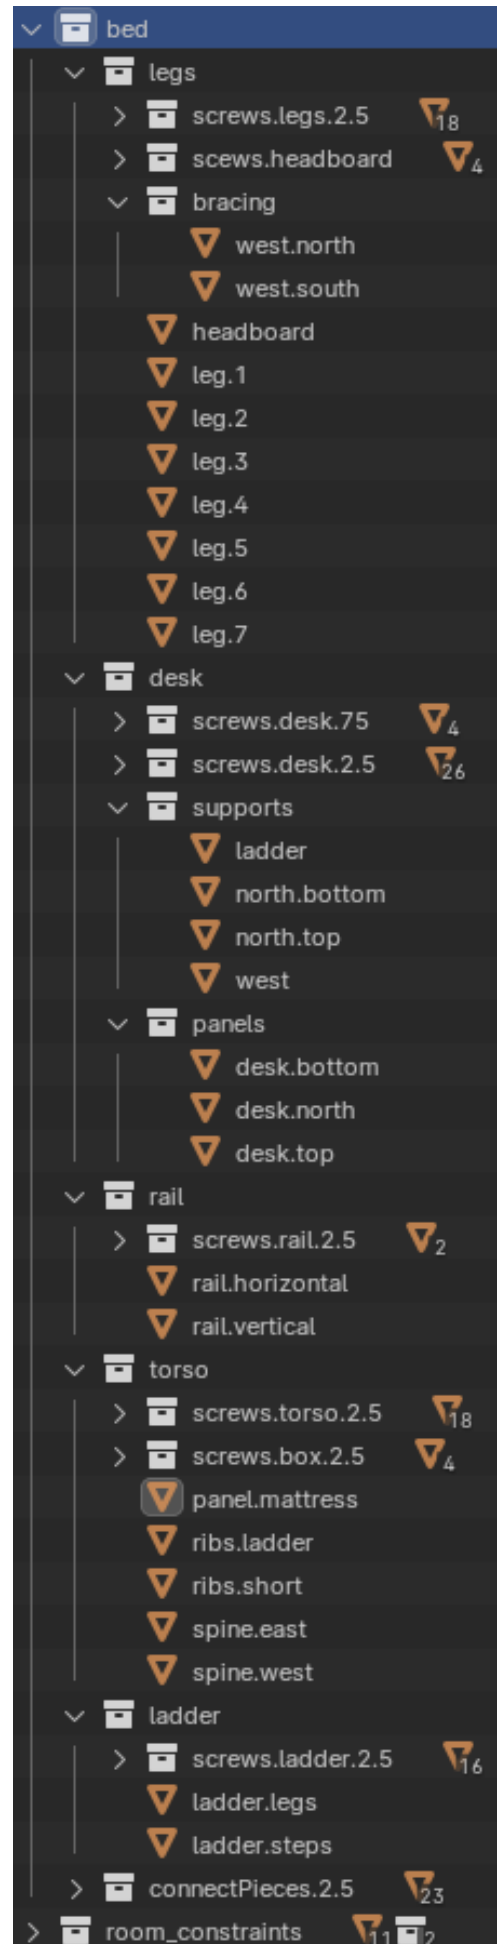 bed
legs
screws.legs.2.5 18
scews.headboard 4
bracing
west.north
west.south
headboard
leg.1
leg.2
leg.3
leg.4
leg.5
leg.6
leg.7
desk
screws.desk.75 4
screws.desk.2.5 26
supports
ladder
north.bottom
north.top
west
panels
desk.bottom
desk.north
desk.top
rail
screws.rail.2.5 2
rail.horizontal
rail.vertical
torso
screws.torso.2.5 18
screws.box.2.5 4
panel.mattress
ribs.ladder
ribs.short
spine.east
spine.west
ladder
screws.ladder.2.5 16
ladder.legs
ladder.steps
connectPieces.2.5 23
room_constraints 11 2